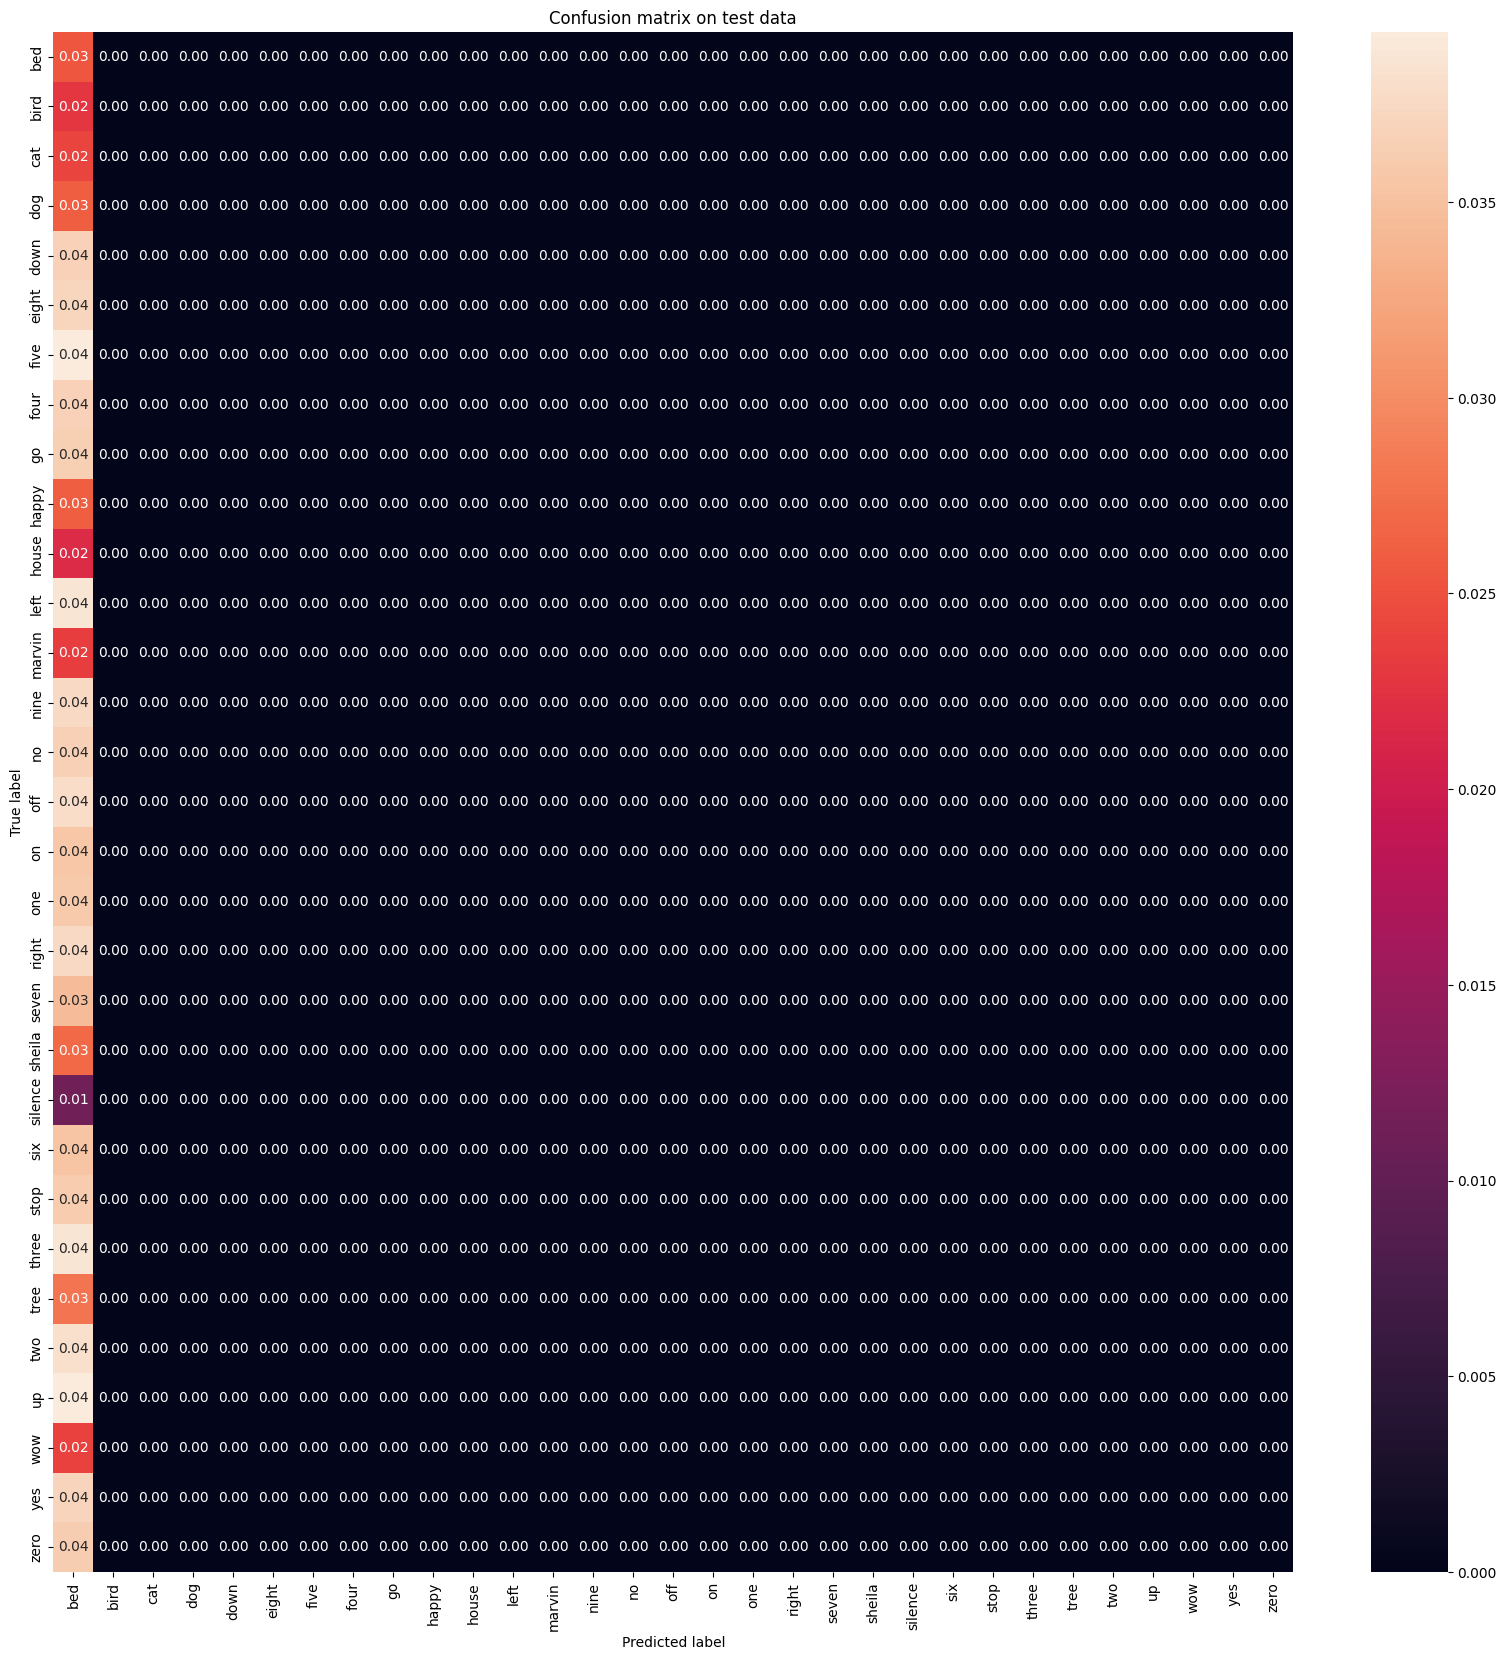 Confusion matrix on test data
bed 0.03 0.00 0.00 0.00 0.00 0.00 0.00 0.00 0.00 0.00 0.00 0.00 0.00 0.00 0.00 0.00 0.00 0.00 0.00 0.00 0.00 0.00 0.00 0.00 0.00 0.00 0.00 0.00 0.00 0.00 0.00
bird 0.02 0.00 0.00 0.00 0.00 0.00 0.00 0.00 0.00 0.00 0.00 0.00 0.00 0.00 0.00 0.00 0.00 0.00 0.00 0.00 0.00 0.00 0.00 0.00 0.00 0.00 0.00 0.00 0.00 0.00 0.00
cat 0.02 0.00 0.00 0.00 0.00 0.00 0.00 0.00 0.00 0.00 0.00 0.00 0.00 0.00 0.00 0.00 0.00 0.00 0.00 0.00 0.00 0.00 0.00 0.00 0.00 0.00 0.00 0.00 0.00 0.00 0.00
dog 0.03 0.00 0.00 0.00 0.00 0.00 0.00 0.00 0.00 0.00 0.00 0.00 0.00 0.00 0.00 0.00 0.00 0.00 0.00 0.00 0.00 0.00 0.00 0.00 0.00 0.00 0.00 0.00 0.00 0.00 0.00
down 0.04 0.00 0.00 0.00 0.00 0.00 0.00 0.00 0.00 0.00 0.00 0.00 0.00 0.00 0.00 0.00 0.00 0.00 0.00 0.00 0.00 0.00 0.00 0.00 0.00 0.00 0.00 0.00 0.00 0.00 0.00
eight 0.04 0.00 0.00 0.00 0.00 0.00 0.00 0.00 0.00 0.00 0.00 0.00 0.00 0.00 0.00 0.00 0.00 0.00 0.00 0.00 0.00 0.00 0.00 0.00 0.00 0.00 0.00 0.00 0.00 0.00 0.00
five 0.04 0.00 0.00 0.00 0.00 0.00 0.00 0.00 0.00 0.00 0.00 0.00 0.00 0.00 0.00 0.00 0.00 0.00 0.00 0.00 0.00 0.00 0.00 0.00 0.00 0.00 0.00 0.00 0.00 0.00 0.00
four 0.04 0.00 0.00 0.00 0.00 0.00 0.00 0.00 0.00 0.00 0.00 0.00 0.00 0.00 0.00 0.00 0.00 0.00 0.00 0.00 0.00 0.00 0.00 0.00 0.00 0.00 0.00 0.00 0.00 0.00 0.00
go 0.04 0.00 0.00 0.00 0.00 0.00 0.00 0.00 0.00 0.00 0.00 0.00 0.00 0.00 0.00 0.00 0.00 0.00 0.00 0.00 0.00 0.00 0.00 0.00 0.00 0.00 0.00 0.00 0.00 0.00 0.00
happy 0.03 0.00 0.00 0.00 0.00 0.00 0.00 0.00 0.00 0.00 0.00 0.00 0.00 0.00 0.00 0.00 0.00 0.00 0.00 0.00 0.00 0.00 0.00 0.00 0.00 0.00 0.00 0.00 0.00 0.00 0.00
house 0.02 0.00 0.00 0.00 0.00 0.00 0.00 0.00 0.00 0.00 0.00 0.00 0.00 0.00 0.00 0.00 0.00 0.00 0.00 0.00 0.00 0.00 0.00 0.00 0.00 0.00 0.00 0.00 0.00 0.00 0.00
left 0.04 0.00 0.00 0.00 0.00 0.00 0.00 0.00 0.00 0.00 0.00 0.00 0.00 0.00 0.00 0.00 0.00 0.00 0.00 0.00 0.00 0.00 0.00 0.00 0.00 0.00 0.00 0.00 0.00 0.00 0.00
marvin 0.02 0.00 0.00 0.00 0.00 0.00 0.00 0.00 0.00 0.00 0.00 0.00 0.00 0.00 0.00 0.00 0.00 0.00 0.00 0.00 0.00 0.00 0.00 0.00 0.00 0.00 0.00 0.00 0.00 0.00 0.00
nine 0.04 0.00 0.00 0.00 0.00 0.00 0.00 0.00 0.00 0.00 0.00 0.00 0.00 0.00 0.00 0.00 0.00 0.00 0.00 0.00 0.00 0.00 0.00 0.00 0.00 0.00 0.00 0.00 0.00 0.00 0.00
no 0.04 0.00 0.00 0.00 0.00 0.00 0.00 0.00 0.00 0.00 0.00 0.00 0.00 0.00 0.00 0.00 0.00 0.00 0.00 0.00 0.00 0.00 0.00 0.00 0.00 0.00 0.00 0.00 0.00 0.00 0.00
off 0.04 0.00 0.00 0.00 0.00 0.00 0.00 0.00 0.00 0.00 0.00 0.00 0.00 0.00 0.00 0.00 0.00 0.00 0.00 0.00 0.00 0.00 0.00 0.00 0.00 0.00 0.00 0.00 0.00 0.00 0.00
on 0.04 0.00 0.00 0.00 0.00 0.00 0.00 0.00 0.00 0.00 0.00 0.00 0.00 0.00 0.00 0.00 0.00 0.00 0.00 0.00 0.00 0.00 0.00 0.00 0.00 0.00 0.00 0.00 0.00 0.00 0.00
one 0.04 0.00 0.00 0.00 0.00 0.00 0.00 0.00 0.00 0.00 0.00 0.00 0.00 0.00 0.00 0.00 0.00 0.00 0.00 0.00 0.00 0.00 0.00 0.00 0.00 0.00 0.00 0.00 0.00 0.00 0.00
right 0.04 0.00 0.00 0.00 0.00 0.00 0.00 0.00 0.00 0.00 0.00 0.00 0.00 0.00 0.00 0.00 0.00 0.00 0.00 0.00 0.00 0.00 0.00 0.00 0.00 0.00 0.00 0.00 0.00 0.00 0.00
seven 0.03 0.00 0.00 0.00 0.00 0.00 0.00 0.00 0.00 0.00 0.00 0.00 0.00 0.00 0.00 0.00 0.00 0.00 0.00 0.00 0.00 0.00 0.00 0.00 0.00 0.00 0.00 0.00 0.00 0.00 0.00
sheila 0.03 0.00 0.00 0.00 0.00 0.00 0.00 0.00 0.00 0.00 0.00 0.00 0.00 0.00 0.00 0.00 0.00 0.00 0.00 0.00 0.00 0.00 0.00 0.00 0.00 0.00 0.00 0.00 0.00 0.00 0.00
silence 0.01 0.00 0.00 0.00 0.00 0.00 0.00 0.00 0.00 0.00 0.00 0.00 0.00 0.00 0.00 0.00 0.00 0.00 0.00 0.00 0.00 0.00 0.00 0.00 0.00 0.00 0.00 0.00 0.00 0.00 0.00
six 0.04 0.00 0.00 0.00 0.00 0.00 0.00 0.00 0.00 0.00 0.00 0.00 0.00 0.00 0.00 0.00 0.00 0.00 0.00 0.00 0.00 0.00 0.00 0.00 0.00 0.00 0.00 0.00 0.00 0.00 0.00
stop 0.04 0.00 0.00 0.00 0.00 0.00 0.00 0.00 0.00 0.00 0.00 0.00 0.00 0.00 0.00 0.00 0.00 0.00 0.00 0.00 0.00 0.00 0.00 0.00 0.00 0.00 0.00 0.00 0.00 0.00 0.00
three 0.04 0.00 0.00 0.00 0.00 0.00 0.00 0.00 0.00 0.00 0.00 0.00 0.00 0.00 0.00 0.00 0.00 0.00 0.00 0.00 0.00 0.00 0.00 0.00 0.00 0.00 0.00 0.00 0.00 0.00 0.00
tree 0.03 0.00 0.00 0.00 0.00 0.00 0.00 0.00 0.00 0.00 0.00 0.00 0.00 0.00 0.00 0.00 0.00 0.00 0.00 0.00 0.00 0.00 0.00 0.00 0.00 0.00 0.00 0.00 0.00 0.00 0.00
two 0.04 0.00 0.00 0.00 0.00 0.00 0.00 0.00 0.00 0.00 0.00 0.00 0.00 0.00 0.00 0.00 0.00 0.00 0.00 0.00 0.00 0.00 0.00 0.00 0.00 0.00 0.00 0.00 0.00 0.00 0.00
up 0.04 0.00 0.00 0.00 0.00 0.00 0.00 0.00 0.00 0.00 0.00 0.00 0.00 0.00 0.00 0.00 0.00 0.00 0.00 0.00 0.00 0.00 0.00 0.00 0.00 0.00 0.00 0.00 0.00 0.00 0.00
wow 0.02 0.00 0.00 0.00 0.00 0.00 0.00 0.00 0.00 0.00 0.00 0.00 0.00 0.00 0.00 0.00 0.00 0.00 0.00 0.00 0.00 0.00 0.00 0.00 0.00 0.00 0.00 0.00 0.00 0.00 0.00
yes 0.04 0.00 0.00 0.00 0.00 0.00 0.00 0.00 0.00 0.00 0.00 0.00 0.00 0.00 0.00 0.00 0.00 0.00 0.00 0.00 0.00 0.00 0.00 0.00 0.00 0.00 0.00 0.00 0.00 0.00 0.00
zero 0.04 0.00 0.00 0.00 0.00 0.00 0.00 0.00 0.00 0.00 0.00 0.00 0.00 0.00 0.00 0.00 0.00 0.00 0.00 0.00 0.00 0.00 0.00 0.00 0.00 0.00 0.00 0.00 0.00 0.00 0.00
True label
bed bird cat dog down eight five four go happy house left marvin nine no off on one right seven sheila silence six stop three tree two up wow yes zero
Predicted label
0.035
0.030
0.025
0.020
0.015
0.010
0.005
0.000